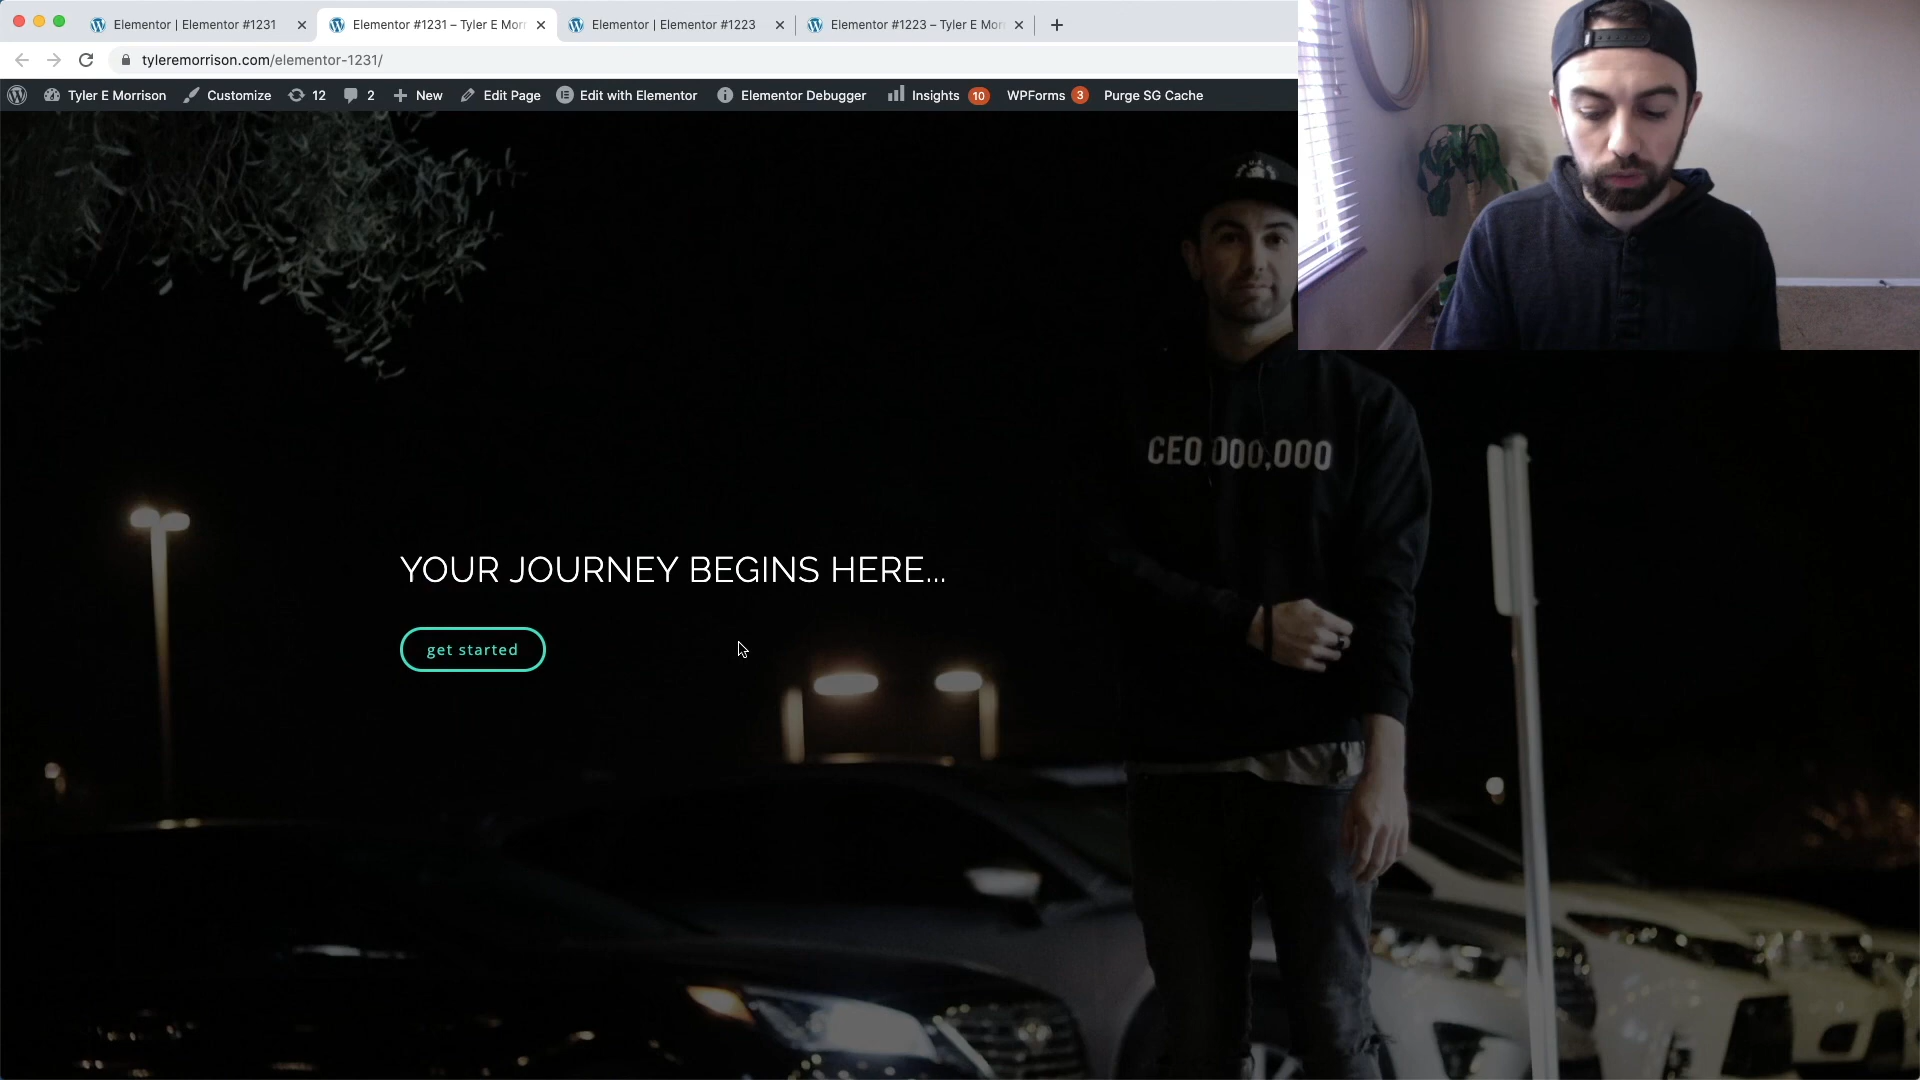 Elementor | Elementor #1231
Elementor #1231 – Tyler E Morr
Elementor | Elementor #1223
Elementor #1223 – Tyler E Mor
tyleremorrison.com/elementor-1231/
Tyler E Morrison
Customize
12
2
New
Edit Page
Edit with Elementor
Elementor Debugger
Insights 10
WPForms 3
Purge SG Cache
CEO,000,000
YOUR JOURNEY BEGINS HERE...
get started